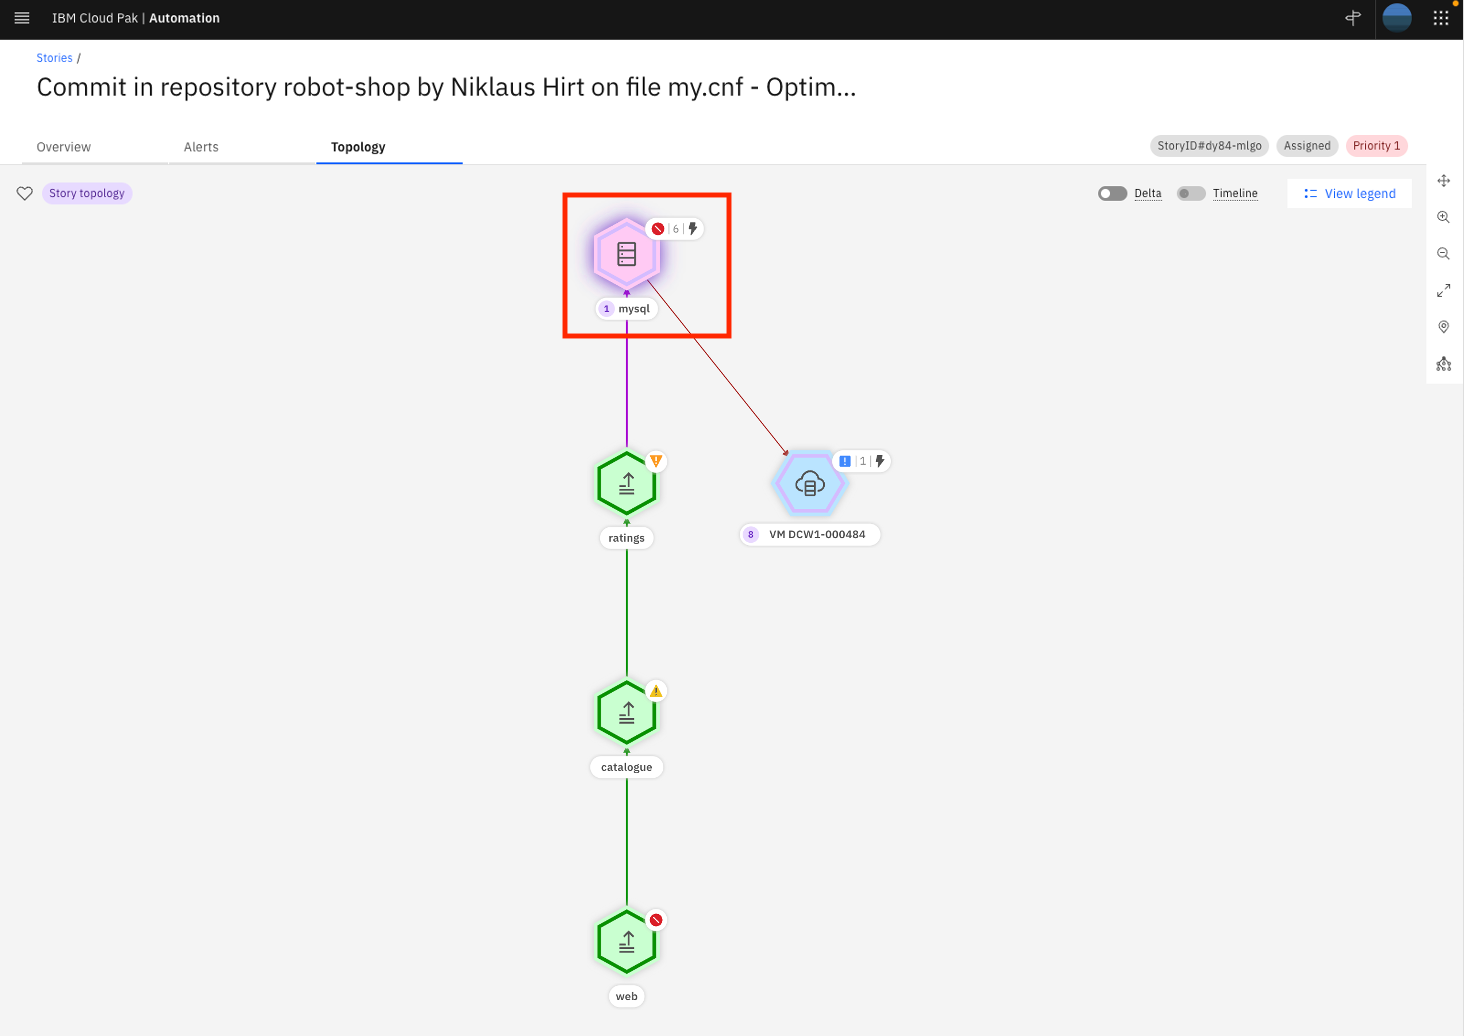 IBM Cloud Pak | Automation
Stories /
Commit in repository robot-shop by Niklaus Hirt on file my.cnf - Optim...
Overview
Alerts
Topology
StoryID#dy84-mlgo
Assigned
Priority 1
Story topology
Delta
Timeline
View legend
6
1 mysql
1
ratings
8 VM DCW1-000484
catalogue
web